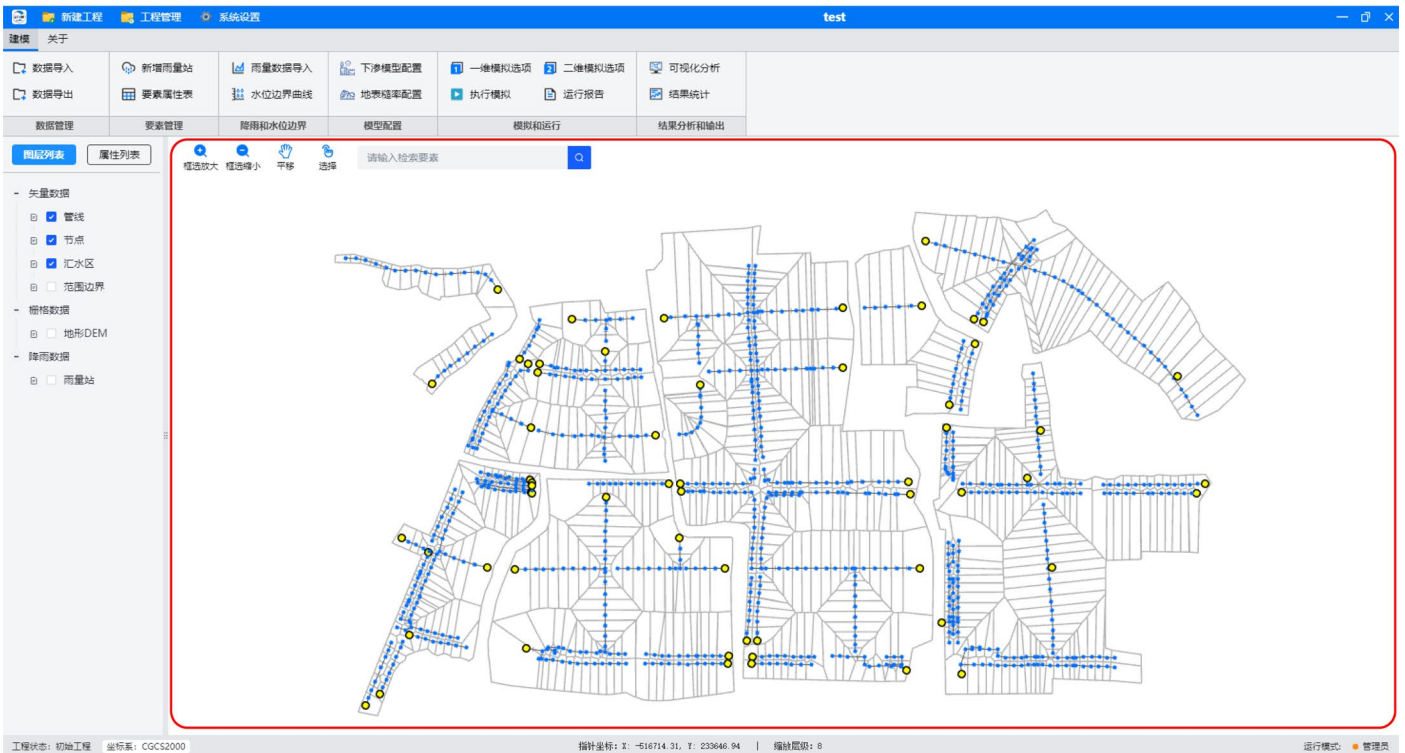 新建工程 工程管理 系统设置 test
建模 关于
数据导入 新增雨量站 雨量数据导入 下渗模型配置 一维模拟选项 二维模拟选项 可视化分析
数据导出 要素属性表 水位边界曲线 地表糙率配置 执行模拟 运行报告 结果统计
数据管理 要素管理 降雨和水位边界 模型配置 模拟和运行 结果分析和输出
图层列表 属性列表
框选放大 框选缩小 平移 选择 请输入检索要素
矢量数据
管线
节点
汇水区
范围边界
栅格数据
地形DEM
降雨数据
雨量站
工程状态: 初始工程 坐标系: CGCS2000 指针坐标: X: -516714.31, Y: 233646.94 | 缩放层级: 8 运行模式: 管理员